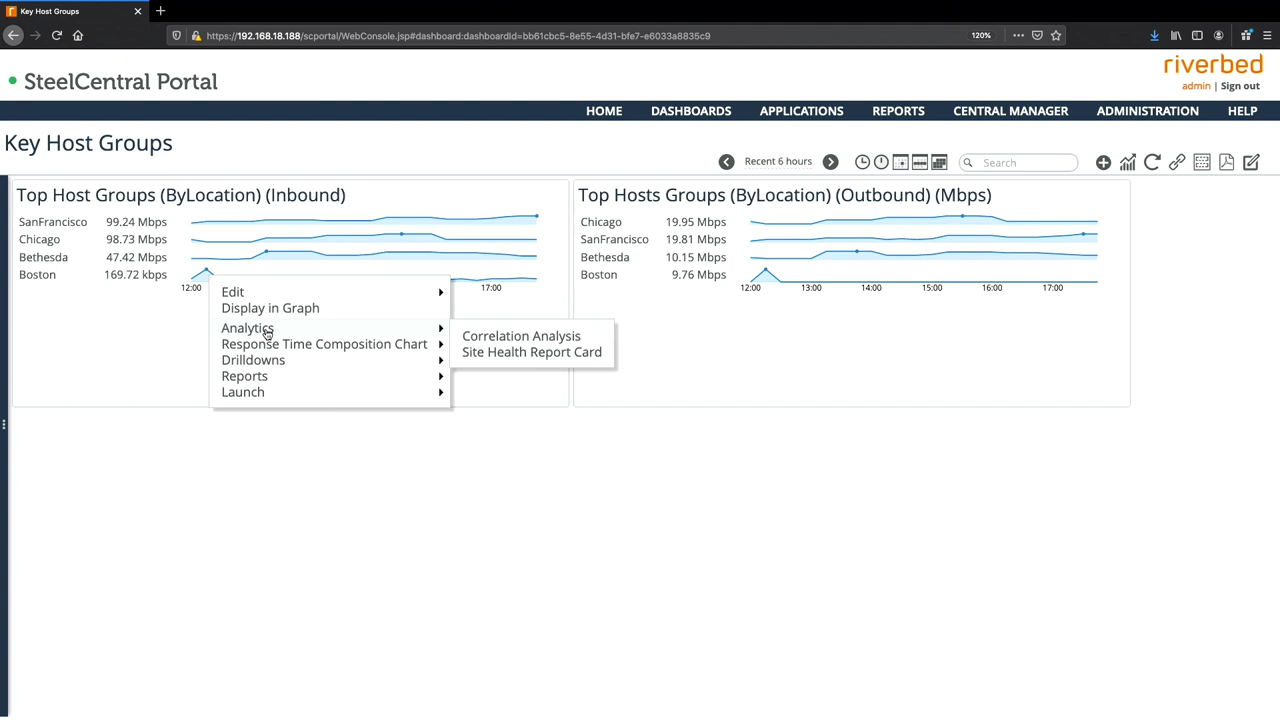 Key Host Groups
https://192.168.18.188/scportal/WebConsole.jsp#dashboard:dashboardId=bb61cbc5-8e55-4d31-bfe7-e6033a8835c9
120%
riverbed
SteelCentral Portal
admin | Sign out
HOME DASHBOARDS APPLICATIONS REPORTS CENTRAL MANAGER ADMINISTRATION HELP
Key Host Groups
Recent 6 hours
Search
Top Host Groups (ByLocation) (Inbound)
SanFrancisco 99.24 Mbps
Chicago 98.73 Mbps
Bethesda 47.42 Mbps
Boston 169.72 kbps
12:00
17:00
Edit
Display in Graph
Analytics
Response Time Composition Chart
Drilldowns
Reports
Launch
Correlation Analysis
Site Health Report Card
Top Hosts Groups (ByLocation) (Outbound) (Mbps)
Chicago 19.95 Mbps
SanFrancisco 19.81 Mbps
Bethesda 10.15 Mbps
Boston 9.76 Mbps
12:00 13:00 14:00 15:00 16:00 17:00